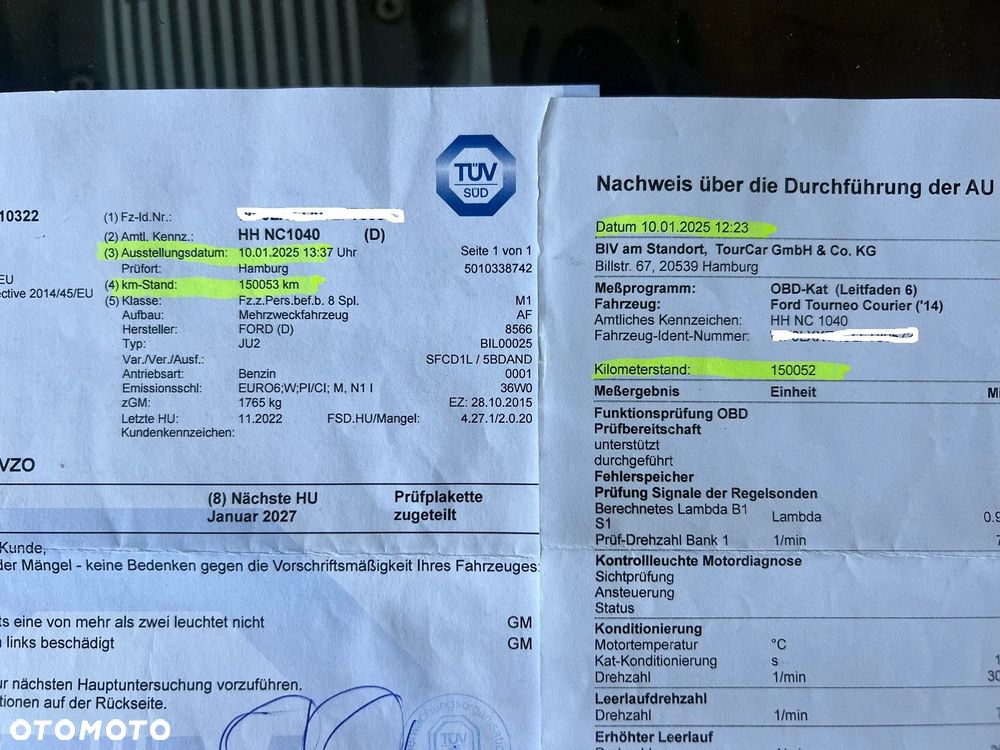 TÜV
SÜD
10322
(1) Fz-Id.Nr.:
(2) Amtl. Kennz.: HH NC1040 (D)
(3) Ausstellungsdatum: 10.01.2025 13:37 Uhr Seite 1 von 1
Prüfort: Hamburg 5010338742
EU
ective 2014/45/EU
(4) km-Stand: 150053 km
(5) Klasse: Fz.z.Pers.bef.b. 8 Spl. M1
Aufbau: Mehrzweckfahrzeug AF
Hersteller: FORD (D) 8566
Typ: JU2 BIL00025
Var./Ver./Ausf.: SFCD1L / 5BDAND
Antriebsart: Benzin 0001
Emissionsschl: EURO6;W;PI/CI; M, N1 I 36W0
zGM: 1765 kg EZ: 28.10.2015
Letzte HU: 11.2022 FSD.HU/Mangel: 4.27.1/2.0.20
Kundenkennzeichen:
VZO
(8) Nächste HU Prüfplakette
Januar 2027 zugeteilt
Kunde,
der Mängel - keine Bedenken gegen die Vorschriftsmäßigkeit Ihres Fahrzeuges:
ts eine von mehr als zwei leuchtet nicht GM
n links beschädigt GM
ur nächsten Hauptuntersuchung vorzuführen.
tionen auf der Rückseite.
TÜV
Nachweis über die Durchführung der AU
Datum 10.01.2025 12:23
BIV am Standort, TourCar GmbH & Co. KG
Billstr. 67, 20539 Hamburg
Meßprogramm: OBD-Kat (Leitfaden 6)
Fahrzeug: Ford Tourneo Courier ('14)
Amtliches Kennzeichen: HH NC 1040
Fahrzeug-Ident-Nummer:
Kilometerstand: 150052
Meßergebnis Einheit Mi
Funktionsprüfung OBD
Prüfbereitschaft
unterstützt
durchgeführt
Fehlerspeicher
Prüfung Signale der Regelsonden
Berechnetes Lambda B1 Lambda 0.9
S1
Prüf-Drehzahl Bank 1 1/min
Kontrollleuchte Motordiagnose
Sichtprüfung
Ansteuerung
Status
Konditionierung
Motortemperatur °C
Kat-Konditionierung s 1
Drehzahl 1/min 30
Leerlaufdrehzahl
Drehzahl 1/min
Erhöhter Leerlauf
OTOMOTO